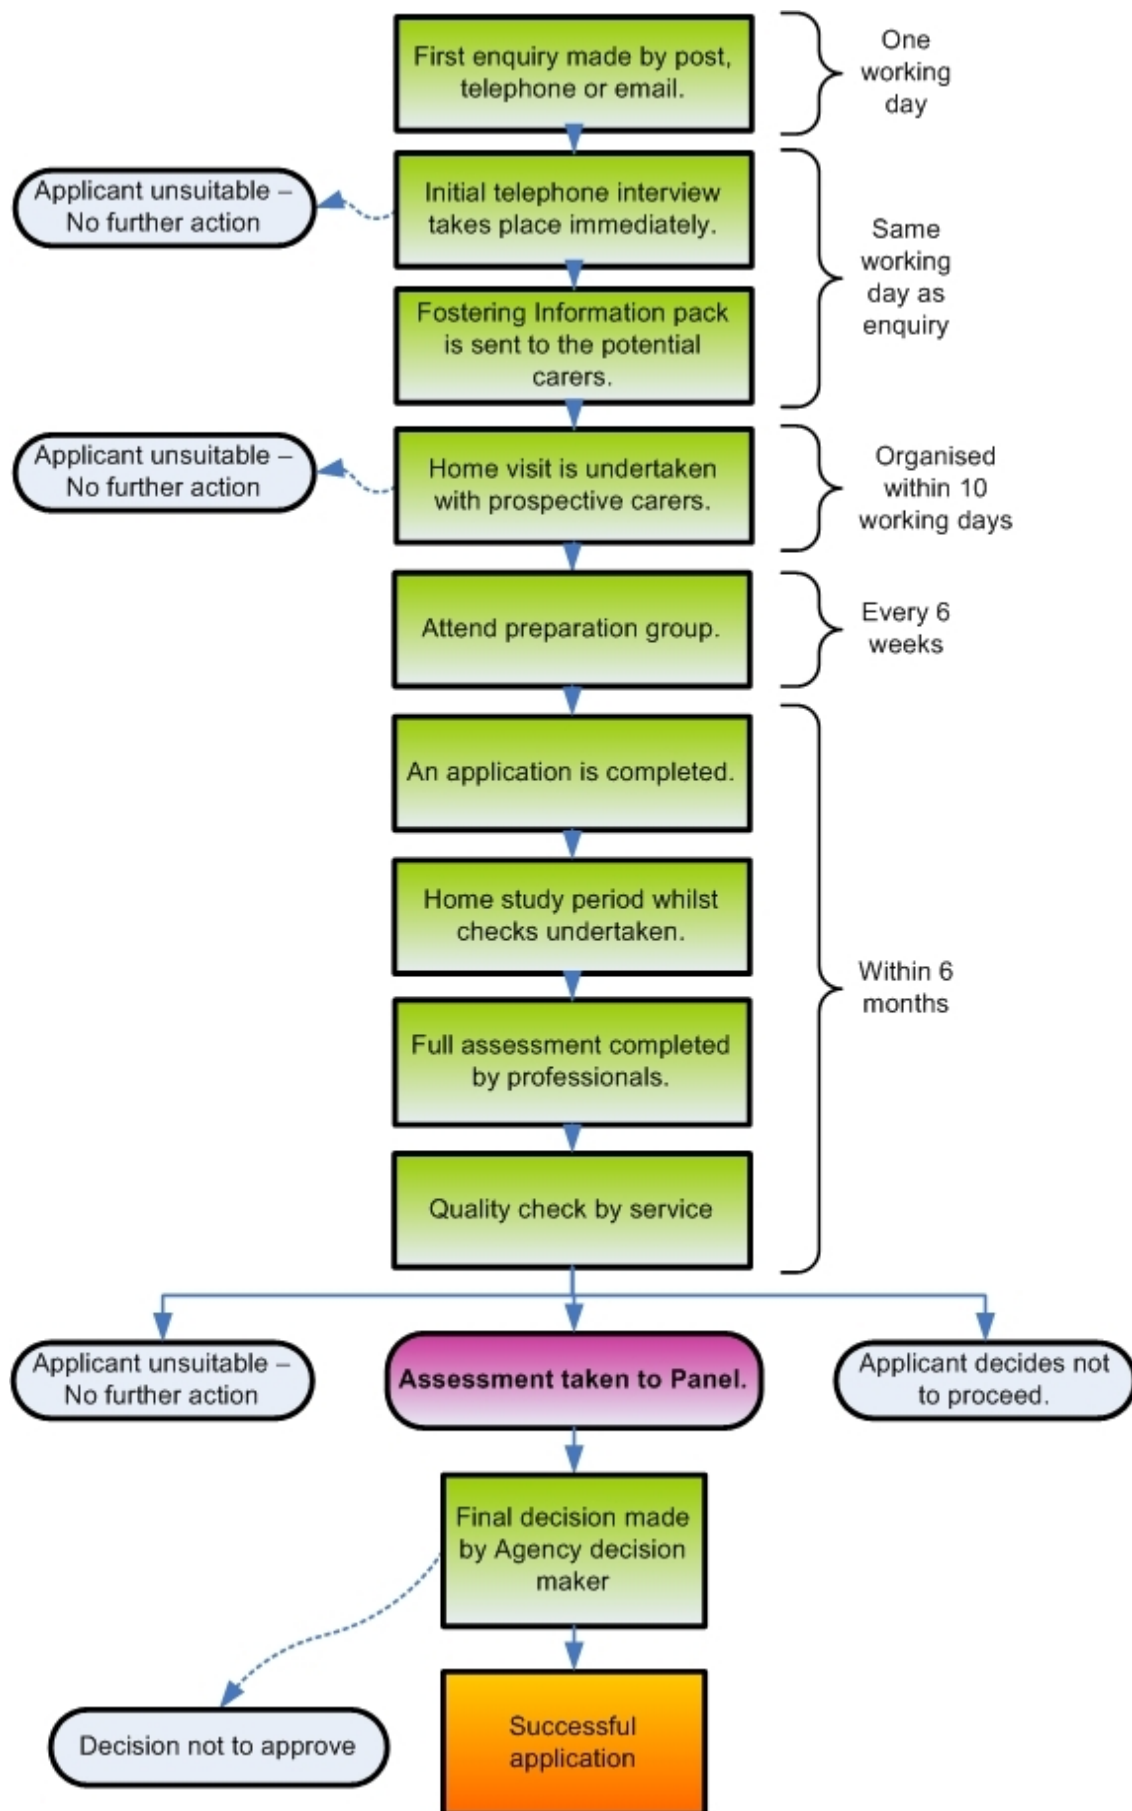 First enquiry made by post,
telephone or email.
One
working
day
Applicant unsuitable –
No further action
Initial telephone interview
takes place immediately.
Same
working
day as
enquiry
Fostering Information pack
is sent to the potential
carers.
Applicant unsuitable –
No further action
Home visit is undertaken
with prospective carers.
Organised
within 10
working days
Attend preparation group.
Every 6
weeks
An application is completed.
Home study period whilst
checks undertaken.
Within 6
months
Full assessment completed
by professionals.
Quality check by service
Applicant unsuitable –
No further action
Assessment taken to Panel.
Applicant decides not
to proceed.
Final decision made
by Agency decision
maker
Decision not to approve
Successful
application